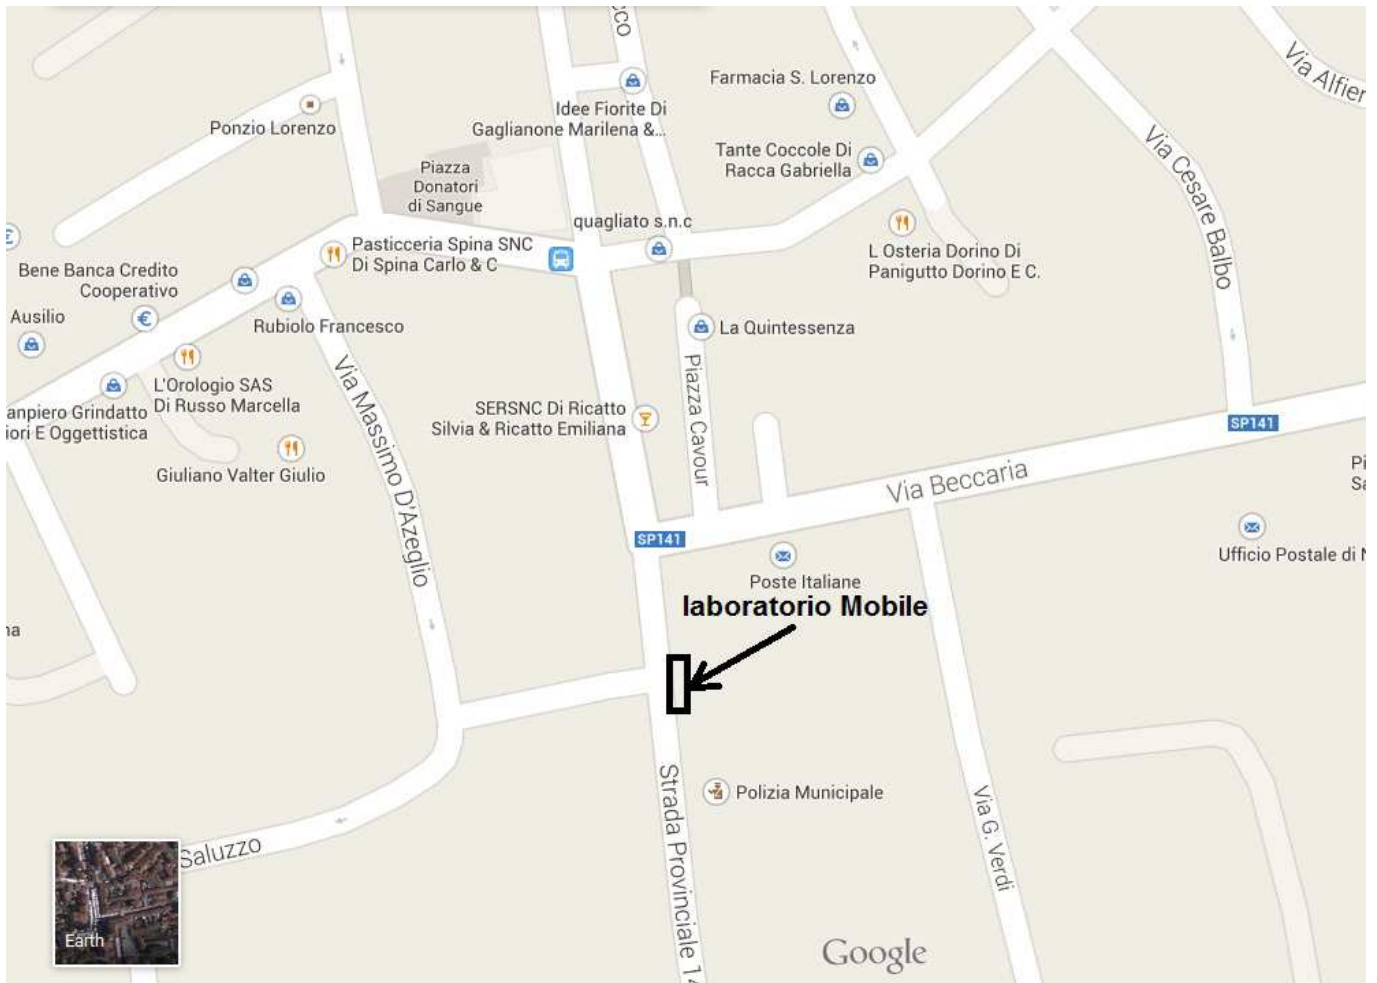 cco
Farmacia S. Lorenzo
Via Alfier
Idee Fiorite Di
Gaglianone Marilena &...
Ponzio Lorenzo
Tante Coccole Di
Racca Gabriella
Via Cesare Balbo
Piazza
Donatori
di Sangue
quagliato s.n.c
Pasticceria Spina SNC
Di Spina Carlo & C
L Osteria Dorino Di
Panigutto Dorino E C.
€
Bene Banca Credito
Cooperativo
€
Ausilio
Rubiolo Francesco
La Quintessenza
L'Orologio SAS
Di Russo Marcella
Via Massimo D'Azeglio
Piazza Cavour
anpiero Grindatto
iori E Oggettistica
SERSNC Di Ricatto
Silvia & Ricatto Emiliana
SP141
Giuliano Valter Giulio
Via Beccaria
Pi
Sa
SP141
Ufficio Postale di N
Poste Italiane
laboratorio Mobile
na
Strada Provinciale 14
Polizia Municipale
Via G. Verdi
Saluzzo
Earth
Google